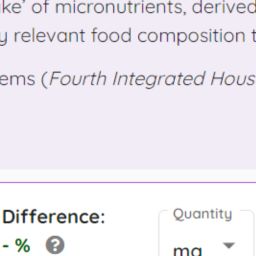 ke' of micronutrients, derived
y relevant food composition t
ems (Fourth Integrated Hous
Difference:
- %
?
Quantity
mg